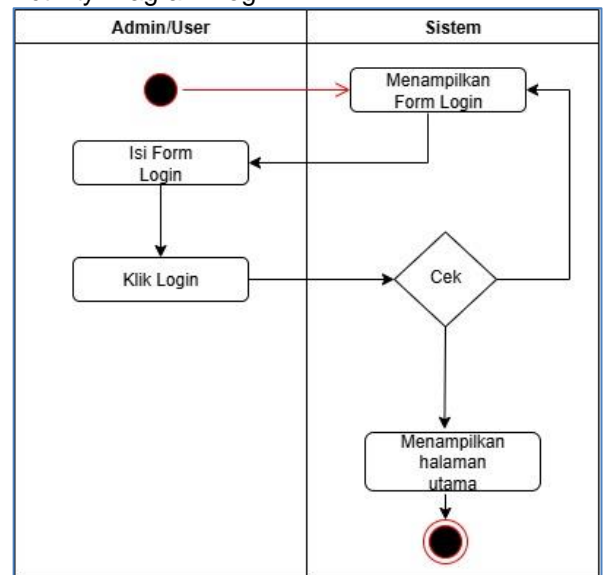 Admin/User
Sistem
Menampilkan
Form Login
Isi Form
Login
Klik Login
Cek
Menampilkan
halaman
utama